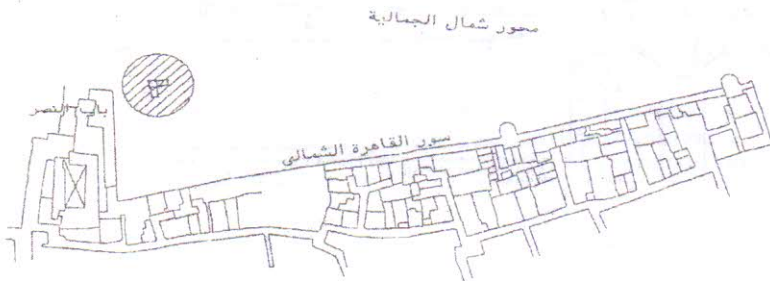 محور شمال الجمالية
باب النصر
سور القاهرة الشمالى